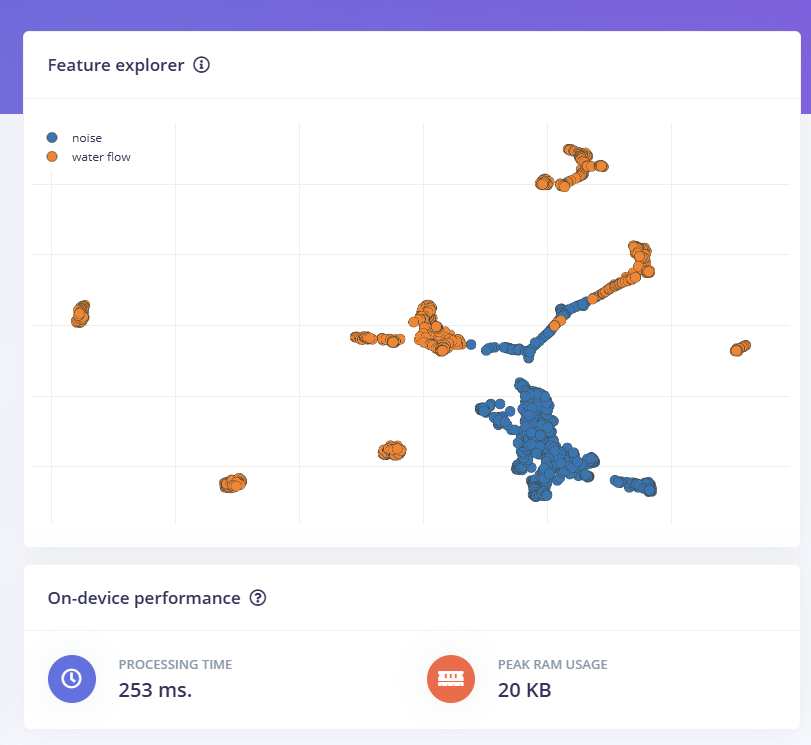 Feature explorer
noise
water flow
On-device performance
PROCESSING TIME
253 ms.
PEAK RAM USAGE
20 KB